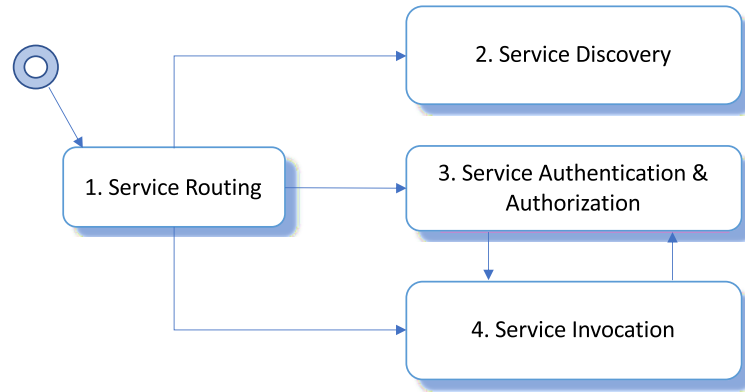 2. Service Discovery
1. Service Routing
3. Service Authentication &
Authorization
4. Service Invocation